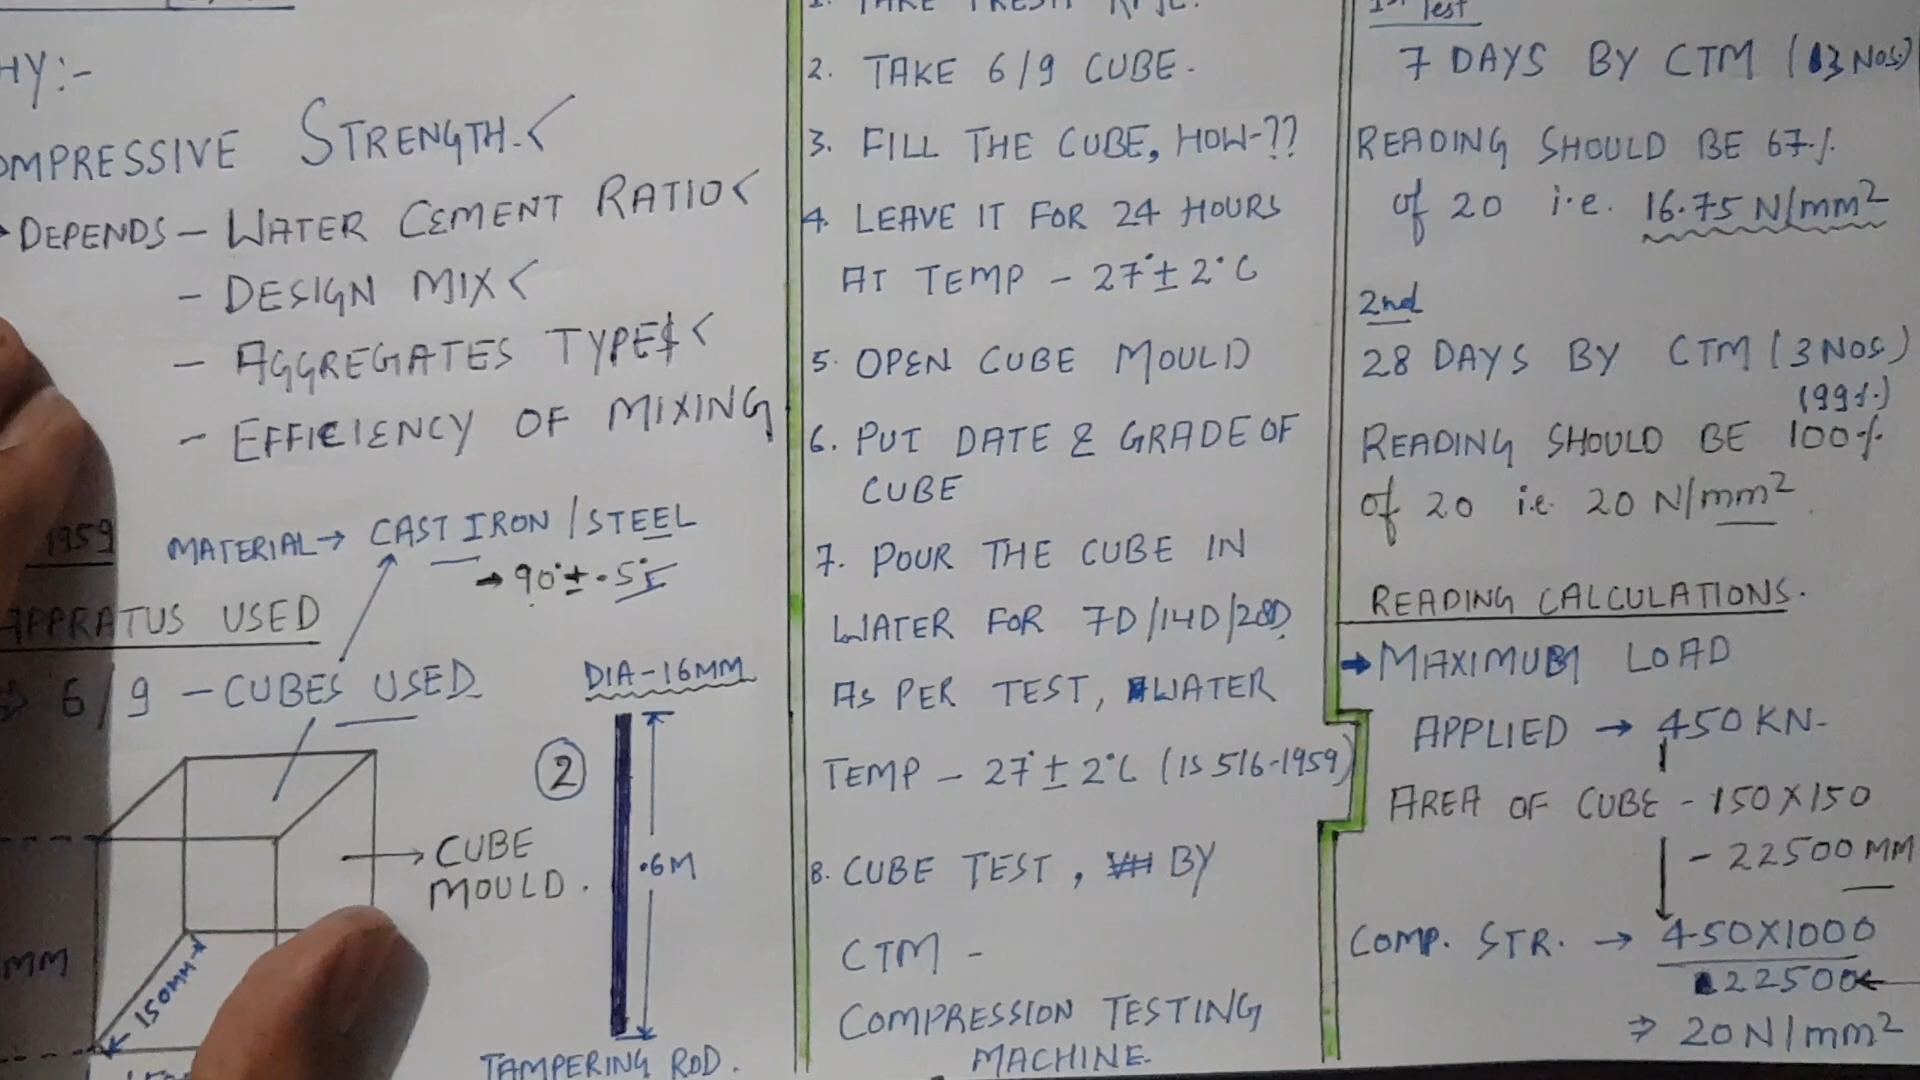 HY:-
OMPRESSIVE STRENGTH.
DEPENDS - WATER CEMENT RATIO
- DESIGN MIX
- AGGREGATES TYPES
- EFFICIENCY OF MIXING
1959
MATERIAL → CAST IRON / STEEL
→ 90°± .5°
APPRATUS USED
⇒ 6/9 - CUBES USED
DIA - 16MM
2
.6M
→ CUBE
MOULD.
MM
150MM
TAMPERING ROD.
2. TAKE 6/9 CUBE.
3. FILL THE CUBE, HOW-??
4. LEAVE IT FOR 24 HOURS
AT TEMP - 27°± 2°C
5. OPEN CUBE MOULD
6. PUT DATE & GRADE OF
CUBE
7. POUR THE CUBE IN
WATER FOR 7D/14D/28D
AS PER TEST, WATER
TEMP - 27°± 2°C (IS 516-1959)
8. CUBE TEST, BY
CTM -
COMPRESSION TESTING
MACHINE.
1st Test
7 DAYS BY CTM (3 NOS.)
READING SHOULD BE 67%
of 20 i.e. 16.75 N/mm²
2nd
28 DAYS BY CTM (3 NOS.)
(99%)
READING SHOULD BE 100%
of 20 i.e. 20 N/mm².
READING CALCULATIONS.
→ MAXIMUM LOAD
APPLIED → 450 KN-
AREA OF CUBE - 150X150
- 22500 MM
COMP. STR. → 450X1000
22500
⇒ 20 N/mm²